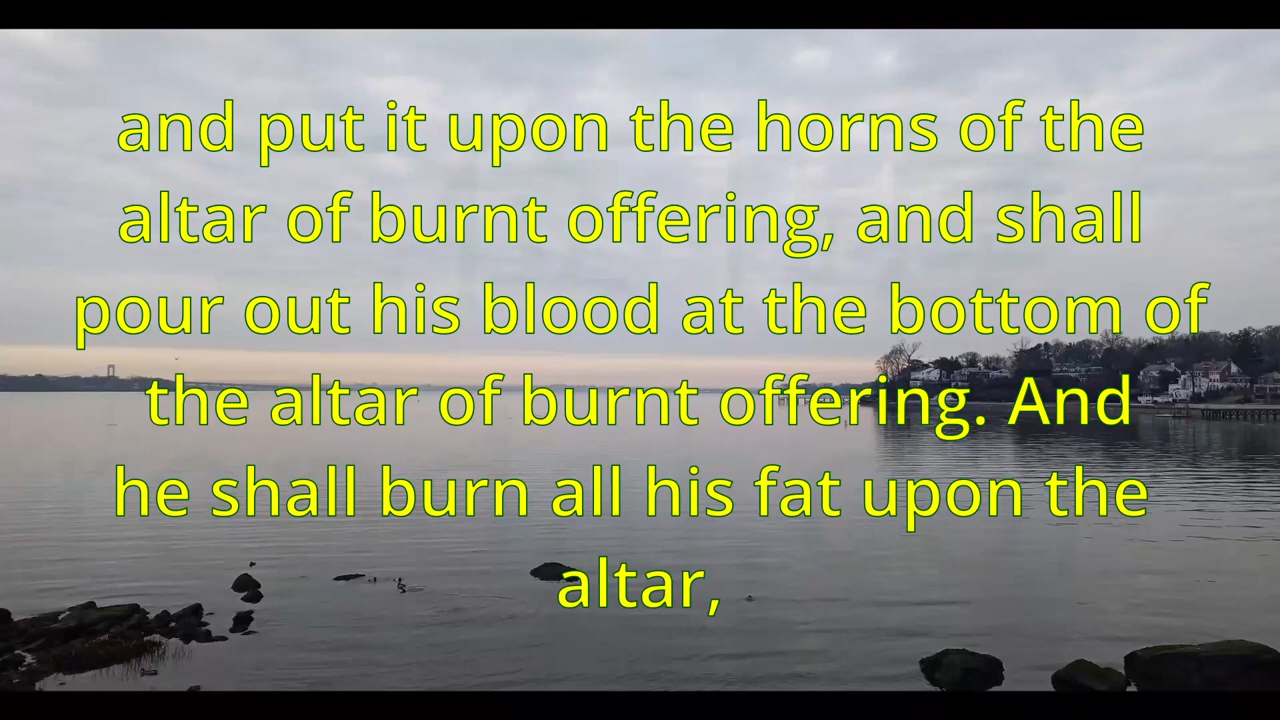 and put it upon the horns of the
altar of burnt offering, and shall
pour out his blood at the bottom of
the altar of burnt offering. And
he shall burn all his fat upon the
altar,